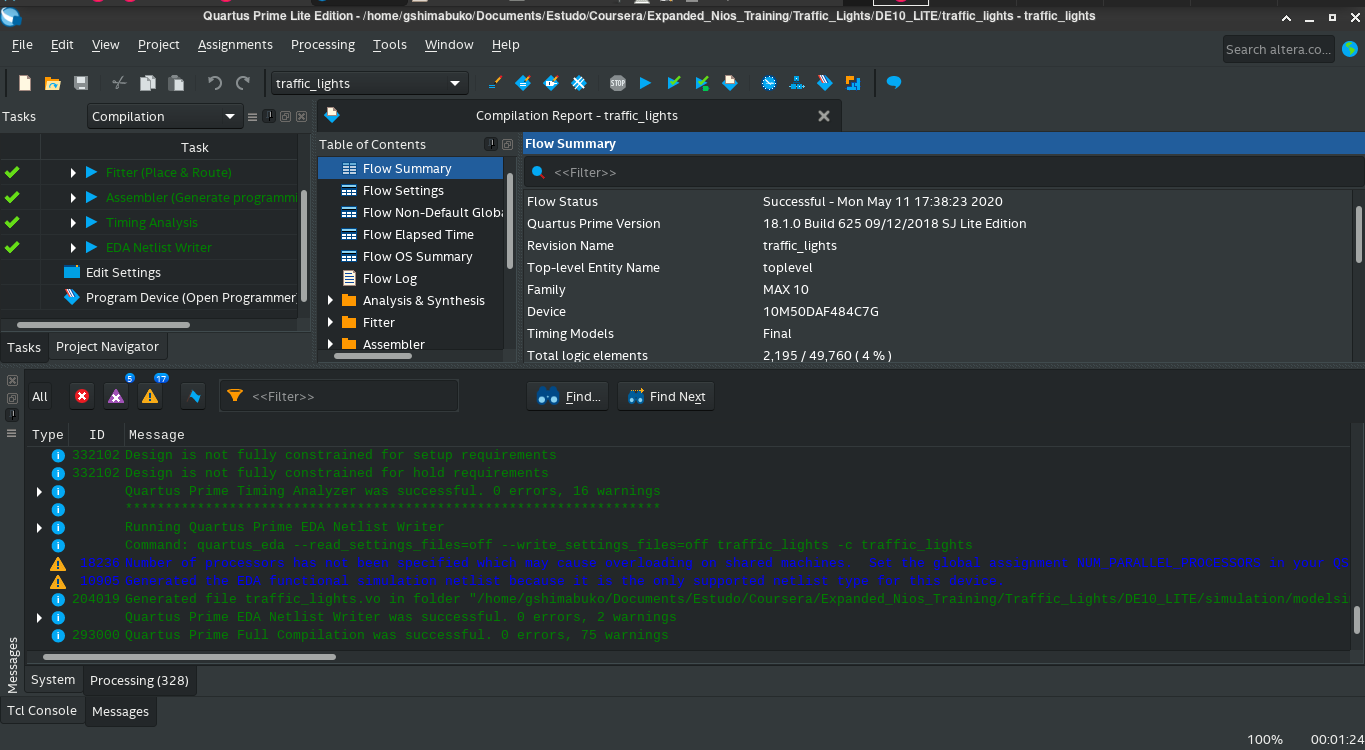 Quartus Prime Lite Edition - /home/gshimabuko/Documents/Estudo/Coursera/Expanded_Nios_Training/Traffic_Lights/DE10_LITE/traffic_lights - traffic_lights
File Edit View Project Assignments Processing Tools Window Help
Search altera.co...
traffic_lights
STOP
Tasks Compilation
Compilation Report - traffic_lights
Task
Fitter (Place & Route)
Assembler (Generate programmi
Timing Analysis
EDA Netlist Writer
Edit Settings
Program Device (Open Programmer)
Tasks Project Navigator
Table of Contents
Flow Summary
Flow Settings
Flow Non-Default Globa
Flow Elapsed Time
Flow OS Summary
Flow Log
Analysis & Synthesis
Fitter
Assembler
Flow Summary
<<Filter>>
Flow Status Successful - Mon May 11 17:38:23 2020
Quartus Prime Version 18.1.0 Build 625 09/12/2018 SJ Lite Edition
Revision Name traffic_lights
Top-level Entity Name toplevel
Family MAX 10
Device 10M50DAF484C7G
Timing Models Final
Total logic elements 2,195 / 49,760 ( 4 % )
All 5 17 <<Filter>> Find... Find Next
Type ID Message
332102 Design is not fully constrained for setup requirements
332102 Design is not fully constrained for hold requirements
Quartus Prime Timing Analyzer was successful. 0 errors, 16 warnings
*******************************************************************
Running Quartus Prime EDA Netlist Writer
Command: quartus_eda --read_settings_files=off --write_settings_files=off traffic_lights -c traffic_lights
18236 Number of processors has not been specified which may cause overloading on shared machines. Set the global assignment NUM_PARALLEL_PROCESSORS in your QS
10905 Generated the EDA functional simulation netlist because it is the only supported netlist type for this device.
204019 Generated file traffic_lights.vo in folder "/home/gshimabuko/Documents/Estudo/Coursera/Expanded_Nios_Training/Traffic_Lights/DE10_LITE/simulation/modelsi
Quartus Prime EDA Netlist Writer was successful. 0 errors, 2 warnings
293000 Quartus Prime Full Compilation was successful. 0 errors, 75 warnings
Messages
System Processing (328)
Tcl Console Messages
100% 00:01:24